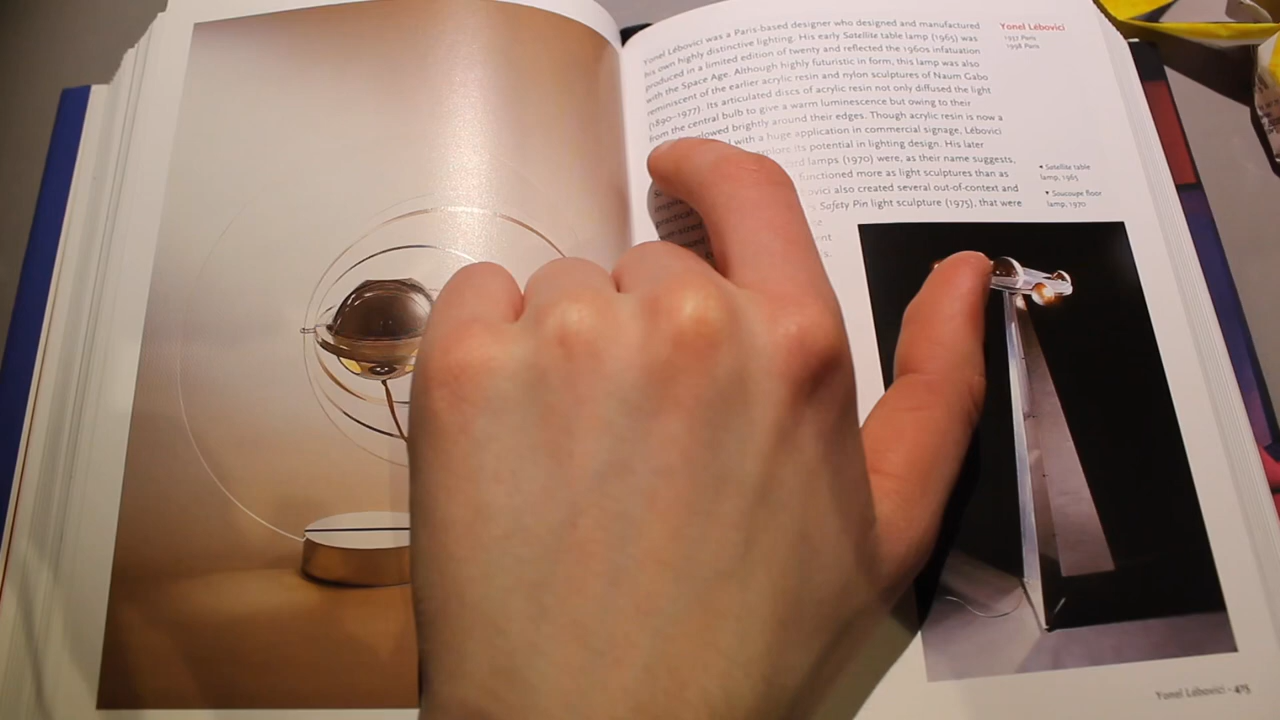 Yonel Lébovici was a Paris-based designer who designed and manufactured
his own highly distinctive lighting. His early Satellite table lamp (1965) was
produced in a limited edition of twenty and reflected the 1960s infatuation
with the Space Age. Although highly futuristic in form, this lamp was also
reminiscent of the earlier acrylic resin and nylon sculptures of Naum Gabo
(1890–1977). Its articulated discs of acrylic resin not only diffused the light
from the central bulb to give a warm luminescence but owing to their
glowed brightly around their edges. Though acrylic resin is now a
with a huge application in commercial signage, Lébovici
explore its potential in lighting design. His later
lamps (1970) were, as their name suggests,
functioned more as light sculptures than as
also created several out-of-context and
Safety Pin light sculpture (1975), that were
Yonel Lébovici
1937 Paris
1998 Paris
◂ Satellite table
lamp, 1965
▾ Soucoupe floor
lamp, 1970
Yonel Lébovici · 475